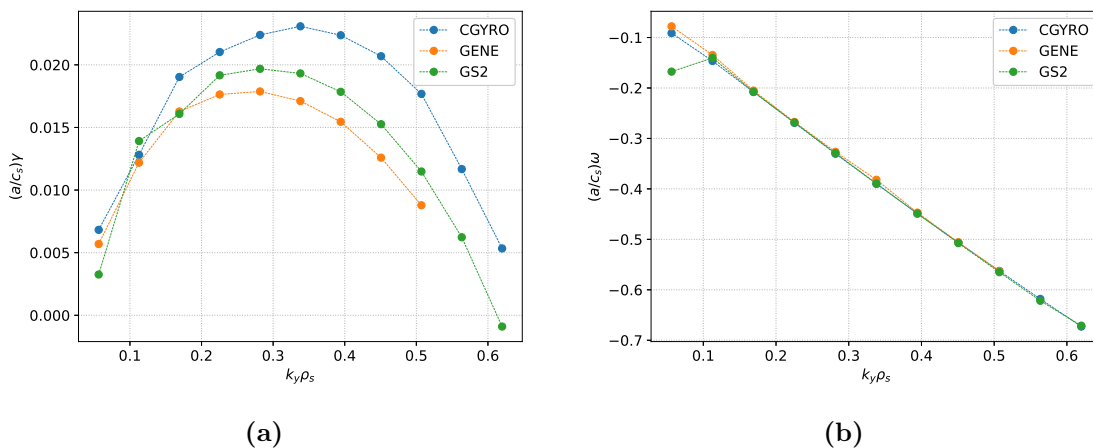 CGYRO
GENE
GS2
0.020
0.015
0.010
0.005
0.000
(a/c_s)γ
0.1 0.2 0.3 0.4 0.5 0.6
k_yρ_s
(a)
CGYRO
GENE
GS2
−0.1
−0.2
−0.3
−0.4
−0.5
−0.6
−0.7
(a/c_s)ω
0.1 0.2 0.3 0.4 0.5 0.6
k_yρ_s
(b)